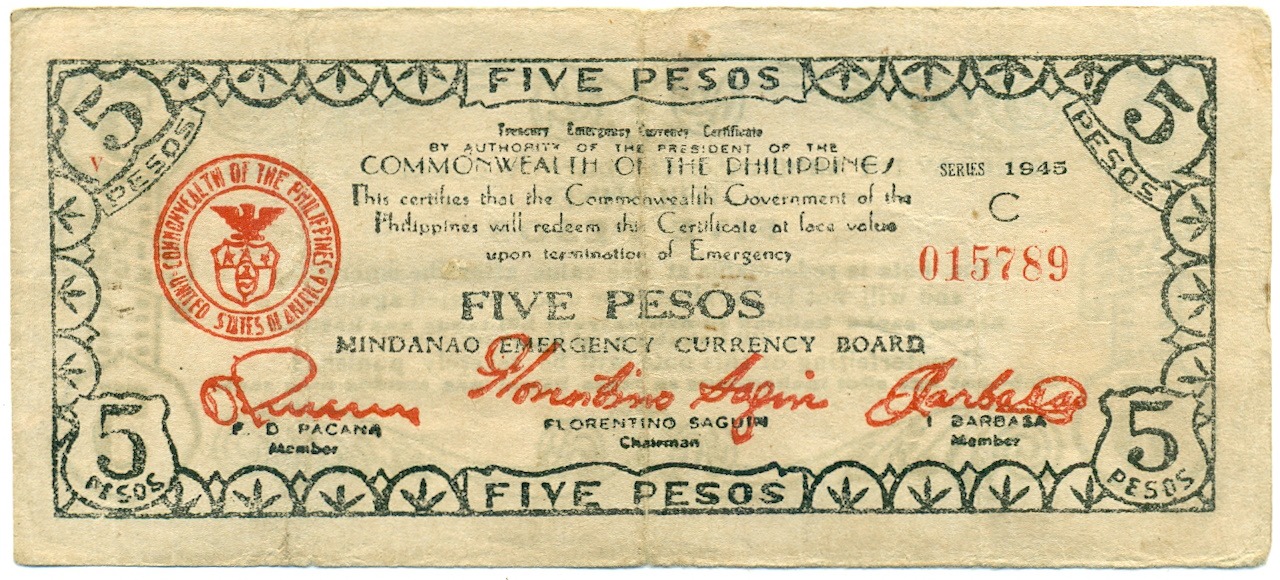 FIVE PESOS
5 PESOS
5 PESOS
V
Treasury Emergency Currency Certificate
BY AUTHORITY OF THE PRESIDENT OF THE
COMMONWEALTH OF THE PHILIPPINES
SERIES 1945
C
This certifies that the Commonwealth Government of the
Philippines will redeem this Certificate at face value
upon termination of Emergency
015789
COMMONWEALTH OF THE PHILIPPINES
UNITED STATES OF AMERICA
FIVE PESOS
MINDANAO EMERGENCY CURRENCY BOARD
Florentino Saguin
Barbasa
F. D. PACANA
FLORENTINO SAGUIN
I BARBASA
Member
Chairman
Member
5 PESOS
FIVE PESOS
5 PESOS